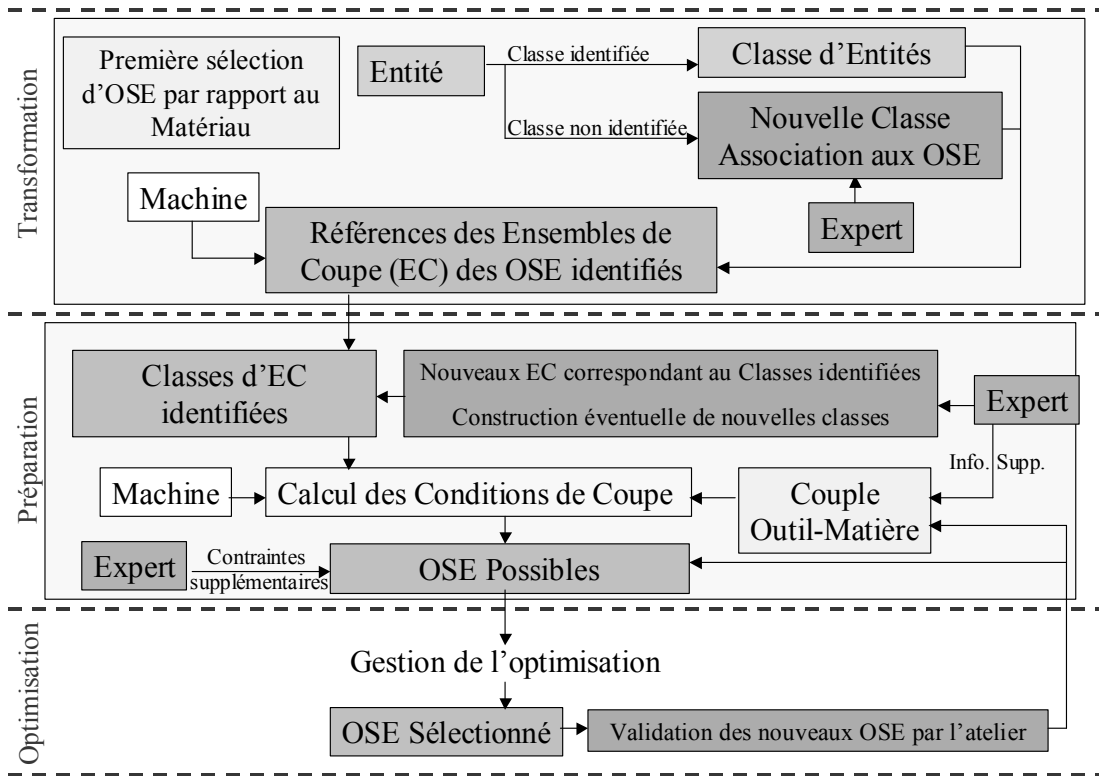 Transformation
Première sélection
d'OSE par rapport au
Matériau
Entité
Classe identifiée
Classe d'Entités
Classe non identifiée
Nouvelle Classe
Association aux OSE
Machine
Expert
Références des Ensembles de
Coupe (EC) des OSE identifiés
Préparation
Classes d'EC
identifiées
Nouveaux EC correspondant au Classes identifiées
Construction éventuelle de nouvelles classes
Expert
Info. Supp.
Machine
Calcul des Conditions de Coupe
Couple
Outil-Matière
Expert
Contraintes
supplémentaires
OSE Possibles
Optimisation
Gestion de l'optimisation
OSE Sélectionné
Validation des nouveaux OSE par l'atelier